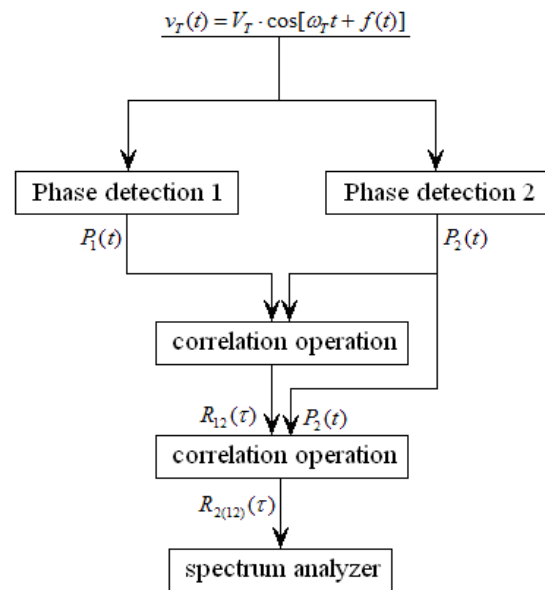 v_T(t) = V_T · cos[ω_T t + f(t)]
Phase detection 1
Phase detection 2
P_1(t)
P_2(t)
correlation operation
R_12(τ)
P_2(t)
correlation operation
R_2(12)(τ)
spectrum analyzer